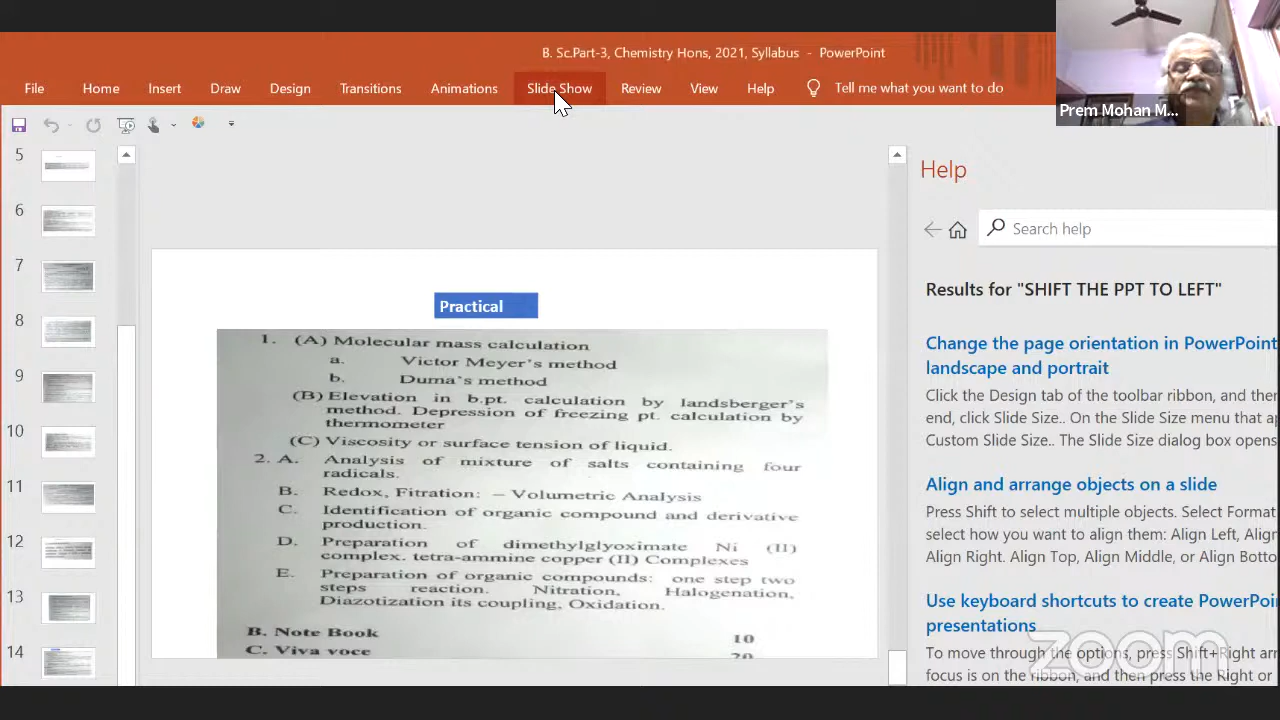 B. Sc.Part-3, Chemistry Hons, 2021, Syllabus - PowerPoint
File Home Insert Draw Design Transitions Animations Slide Show Review View Help Tell me what you want to do
Prem Mohan M...
5
6
7
8
9
10
11
12
13
14
Practical
1. (A) Molecular mass calculation
a. Victor Meyer's method
b. Duma's method
(B) Elevation in b.pt. calculation by landsberger's
method. Depression of freezing pt. calculation by
thermometer
(C) Viscosity or surface tension of liquid.
2. A. Analysis of mixture of salts containing four
radicals.
B. Redox, Fitration: – Volumetric Analysis
C. Identification of organic compound and derivative
production.
D. Preparation of dimethylglyoximate Ni (II)
complex. tetra-ammine copper (II) Complexes
E. Preparation of organic compounds: one step two
steps reaction. Nitration, Halogenation,
Diazotization its coupling, Oxidation.
B. Note Book 10
C. Viva voce 20
Help
Search help
Results for "SHIFT THE PPT TO LEFT"
Change the page orientation in PowerPoint
landscape and portrait
Click the Design tab of the toolbar ribbon, and then
end, click Slide Size.. On the Slide Size menu that
Custom Slide Size.. The Slide Size dialog box opens
Align and arrange objects on a slide
Press Shift to select multiple objects. Select Format
select how you want to align them: Align Left, Align
Align Right. Align Top, Align Middle, or Align
Use keyboard shortcuts to create
presentations
To move through the options, press Shift+Right
focus is on the ribbon, and then press the Right or
zoom